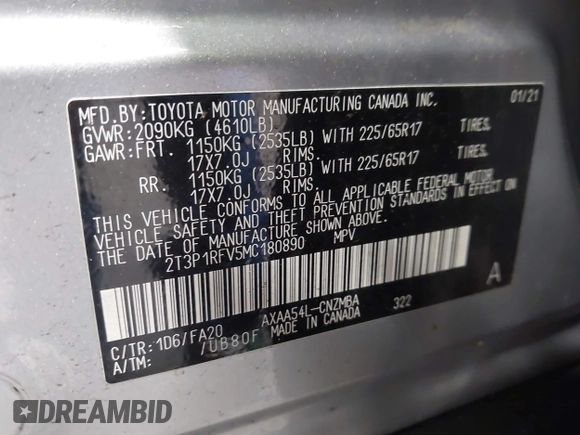 MFD.BY:TOYOTA MOTOR MANUFACTURING CANADA INC. 01/21
GVWR:2090KG (4610LB)
GAWR:FRT. 1150KG (2535LB) WITH 225/65R17 TIRES.
17X7.0J RIMS.
RR. 1150KG (2535LB) WITH 225/65R17 TIRES.
17X7.0J RIMS.
THIS VEHICLE CONFORMS TO ALL APPLICABLE FEDERAL MOTOR
VEHICLE SAFETY AND THEFT PREVENTION STANDARDS IN EFFECT ON
THE DATE OF MANUFACTURE SHOWN ABOVE.
2T3P1RFV5MC180890 MPV
A
C/TR:1D6/FA20 AXAA54L-CNZMBA 322
A/TM: /UB80F MADE IN CANADA
DREAMBID